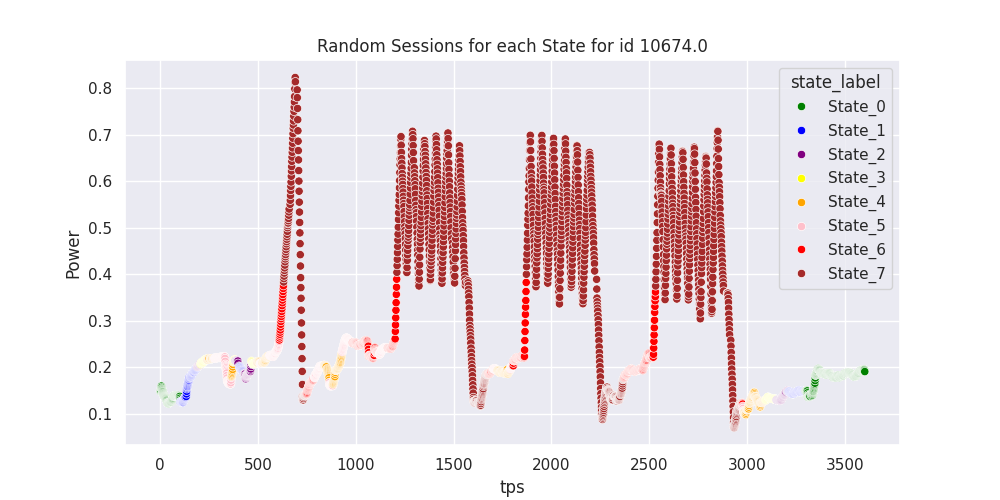 Random Sessions for each State for id 10674.0
state_label
State_0
State_1
State_2
State_3
State_4
State_5
State_6
State_7
Power
0.8
0.7
0.6
0.5
0.4
0.3
0.2
0.1
0 500 1000 1500 2000 2500 3000 3500
tps